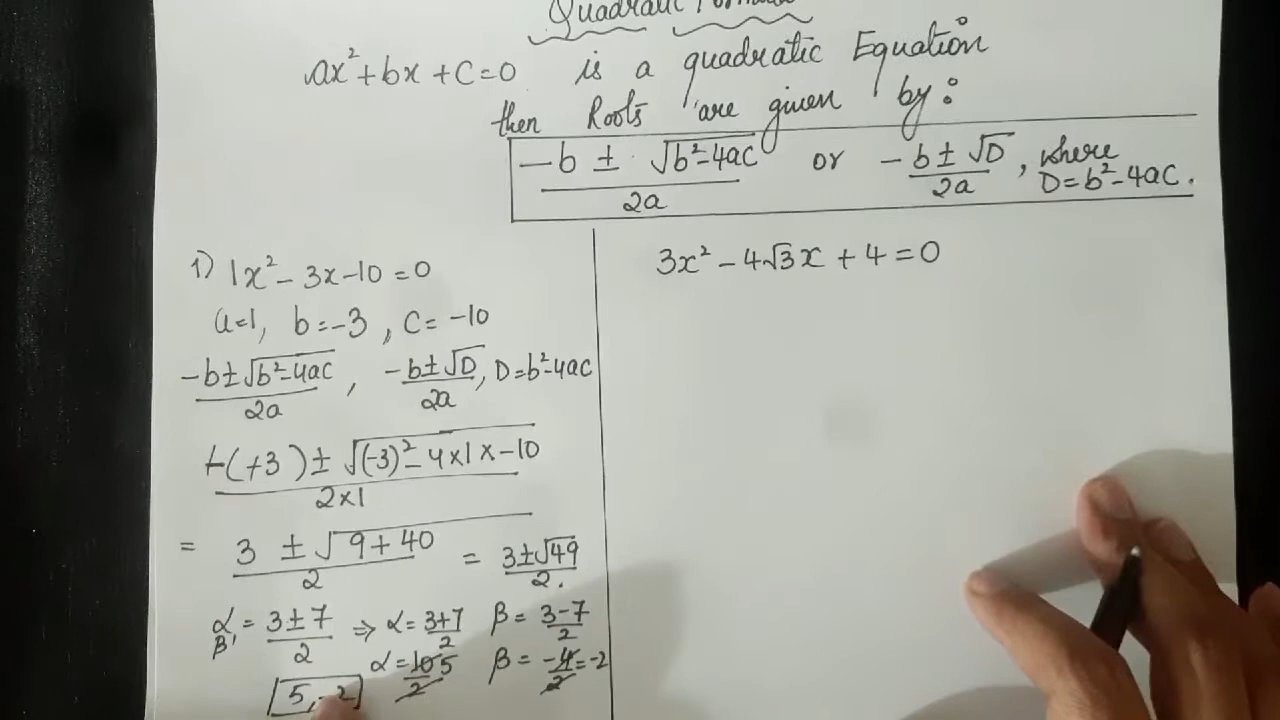 Quadratic Formula
ax²+bx+c=0 is a quadratic Equation
then Roots are given by:
-b ± √b²-4ac / 2a or -b ± √D / 2a, where D=b²-4ac.
1) 1x²-3x-10=0
a=1, b=-3, c=-10
-b±√b²-4ac / 2a, -b±√D / 2a, D=b²-4ac
-(+3) ± √(-3)²-4×1×-10 / 2×1
= 3 ± √9+40 / 2 = 3±√49 / 2.
α, β = 3±7 / 2 ⇒ α = 3+7 / 2 β = 3-7 / 2
α = 10 / 2 5 β = -4 / 2 = -2
5, -2
3x²-4√3x+4=0